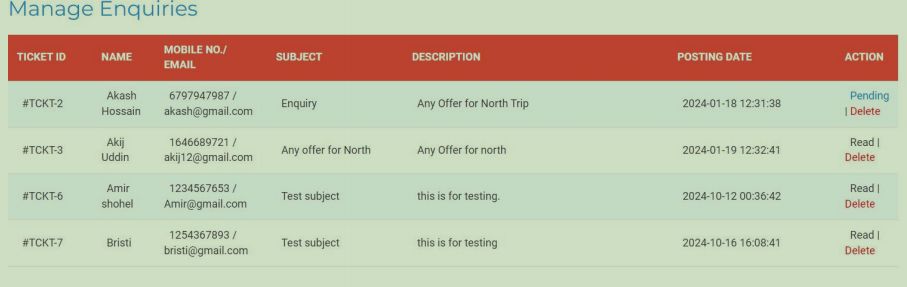 Manage Enquiries
TICKET ID NAME MOBILE NO./ EMAIL SUBJECT DESCRIPTION POSTING DATE ACTION
#TCKT-2 Akash Hossain 6797947987 / akash@gmail.com Enquiry Any Offer for North Trip 2024-01-18 12:31:38 Pending | Delete
#TCKT-3 Akij Uddin 1646689721 / akij12@gmail.com Any offer for North Any Offer for north 2024-01-19 12:32:41 Read | Delete
#TCKT-6 Amir shohel 1234567653 / Amir@gmail.com Test subject this is for testing. 2024-10-12 00:36:42 Read | Delete
#TCKT-7 Bristi 1254367893 / bristi@gmail.com Test subject this is for testing 2024-10-16 16:08:41 Read | Delete